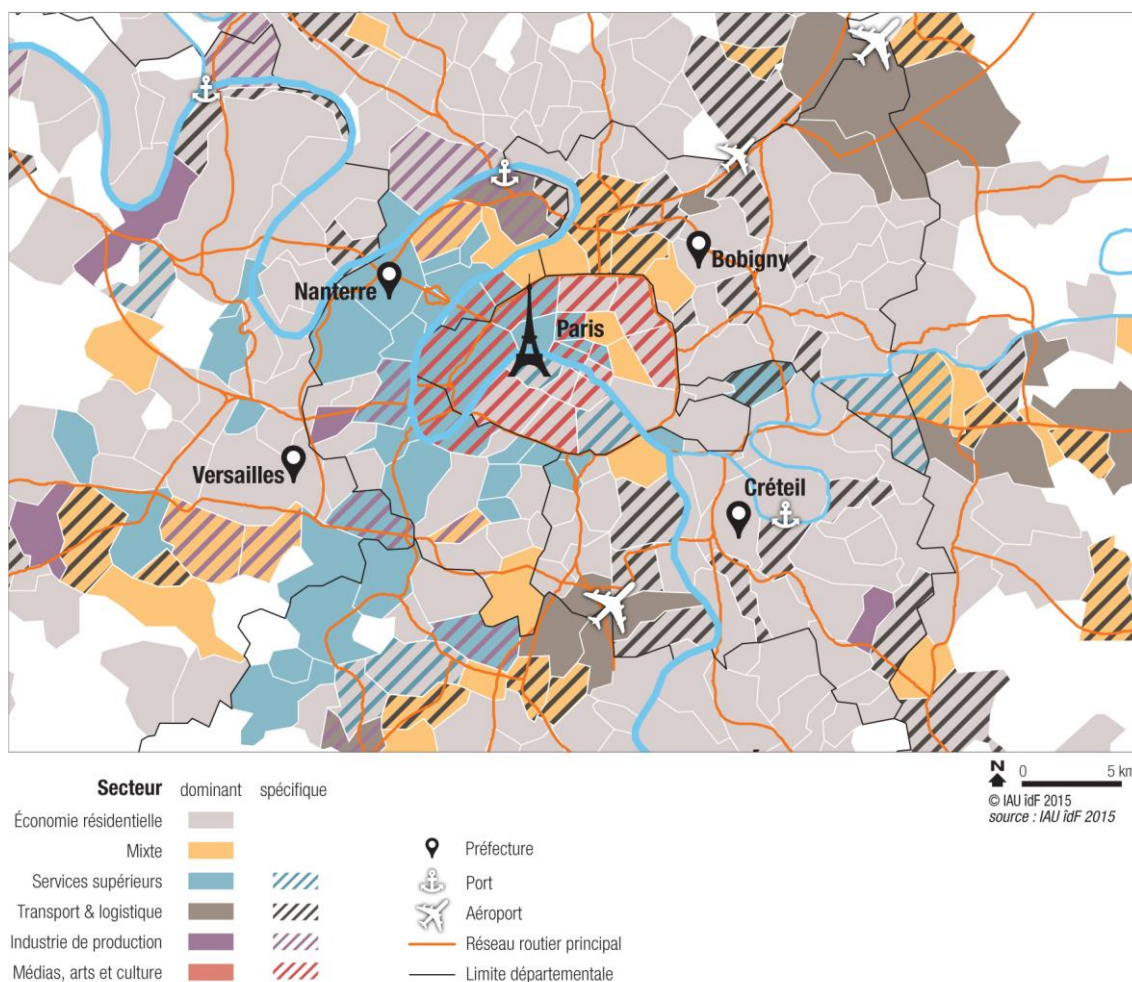 Nanterre
Bobigny
Paris
Versailles
Créteil
N
0 5 km
© IAU îdF 2015
source : IAU îdF 2015
Secteur dominant spécifique
Économie résidentielle
Mixte
Services supérieurs
Transport & logistique
Industrie de production
Médias, arts et culture
Préfecture
Port
Aéroport
Réseau routier principal
Limite départementale